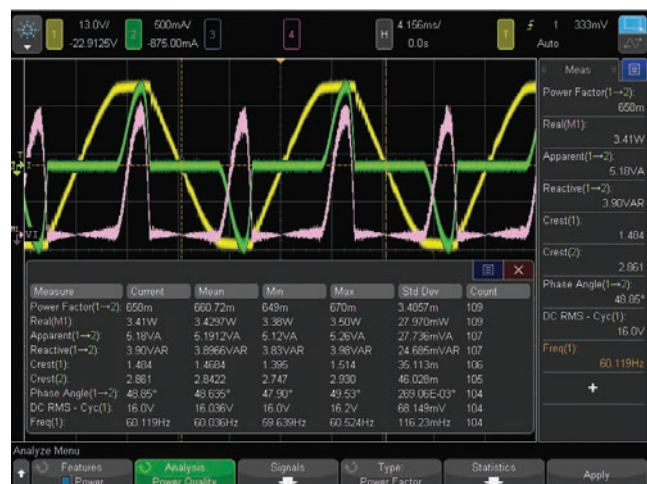 1 13.0V/ -22.9125V 2 500mA/ -875.00mA 3 4 H 4.156ms/ 0.0s T 1 333mV Auto
Meas
Power Factor(1→2):
658m
Real(M1):
3.41W
Apparent(1→2):
5.18VA
Reactive(1→2):
3.90VAR
Crest(1):
1.484
Crest(2):
2.861
Phase Angle(1→2):
48.85°
DC RMS - Cyc(1):
16.0V
Freq(1):
60.119Hz
Measure Current Mean Min Max Std Dev Count
Power Factor(1→2): 658m 660.72m 649m 670m 3.4057m 109
Real(M1): 3.41W 3.4297W 3.38W 3.50W 27.970mW 109
Apparent(1→2): 5.18VA 5.1912VA 5.12VA 5.26VA 27.736mVA 107
Reactive(1→2): 3.90VAR 3.8966VAR 3.83VAR 3.98VAR 24.685mVAR 107
Crest(1): 1.484 1.4684 1.395 1.514 35.113m 106
Crest(2): 2.861 2.8422 2.747 2.930 46.028m 105
Phase Angle(1→2): 48.85° 48.635° 47.90° 49.53° 269.06E-03° 104
DC RMS - Cyc(1): 16.0V 16.036V 16.0V 16.2V 68.149mV 104
Freq(1): 60.119Hz 60.036Hz 59.639Hz 60.524Hz 116.23mHz 104
Analyze Menu
Features Power
Analysis Power Quality
Signals
Type: Power Factor
Statistics
Apply